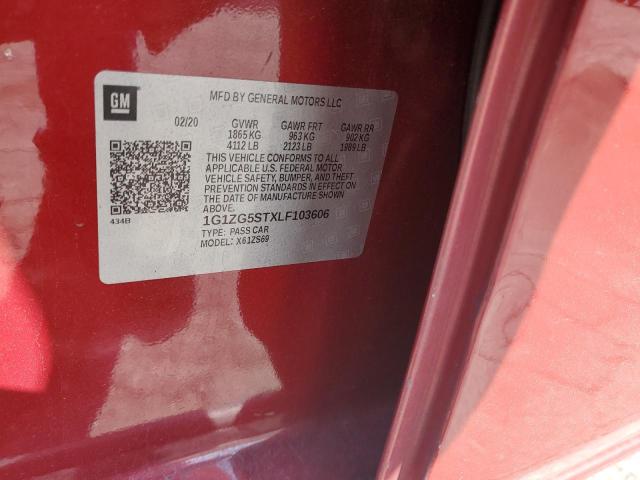 GM
MFD BY GENERAL MOTORS LLC
02/20 GVWR GAWR FRT GAWR RR
1865 KG 963 KG 902 KG
4112 LB 2123 LB 1989 LB
THIS VEHICLE CONFORMS TO ALL
APPLICABLE U.S. FEDERAL MOTOR
VEHICLE SAFETY, BUMPER, AND THEFT
PREVENTION STANDARDS IN EFFECT ON
THE DATE OF MANUFACTURE SHOWN ABOVE.
434B
1G1ZG5STXLF103606
TYPE: PASS CAR
MODEL: X61ZS69